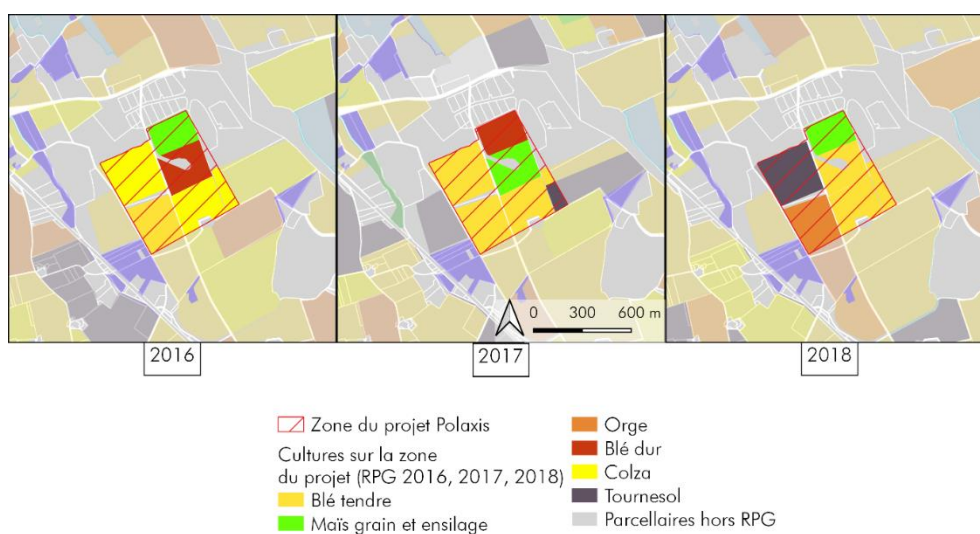 0 300 600 m
2016
2017
2018
Zone du projet Polaxis
Cultures sur la zone
du projet (RPG 2016, 2017, 2018)
Blé tendre
Maïs grain et ensilage
Orge
Blé dur
Colza
Tournesol
Parcellaires hors RPG